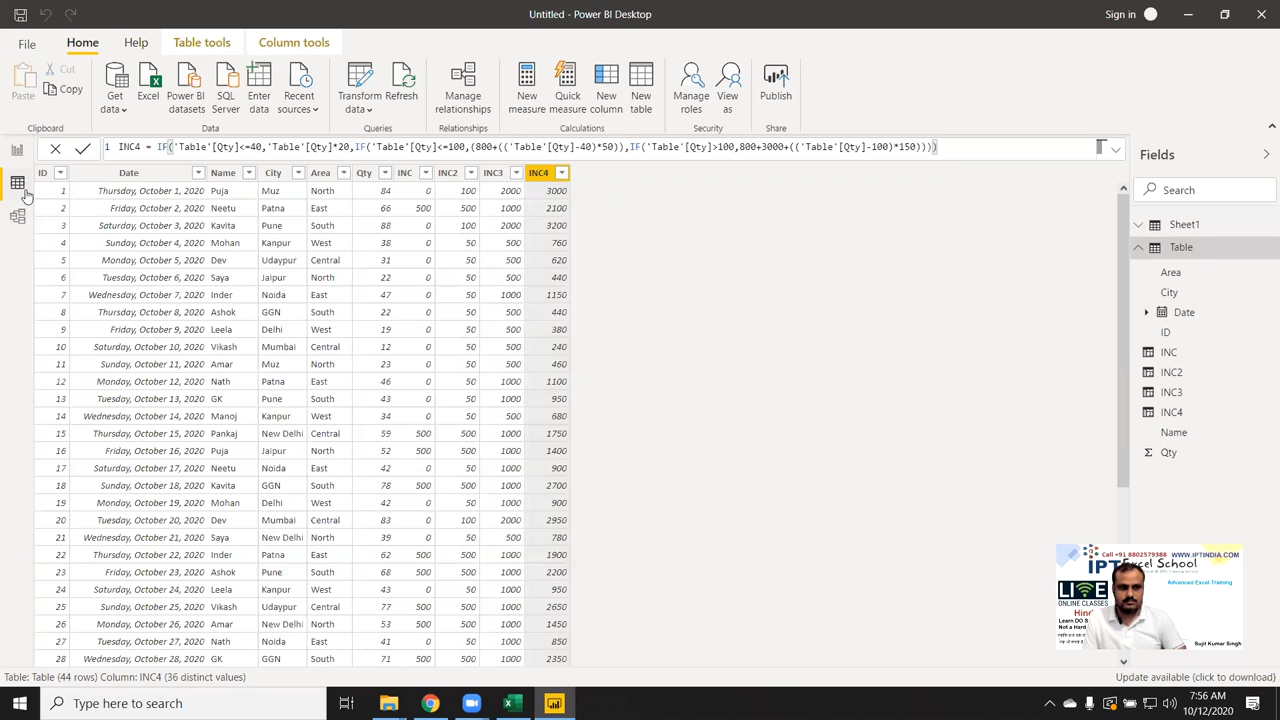 Untitled - Power BI Desktop
Sign in
File Home Help Table tools Column tools
Paste Cut Copy
Get data Excel Power BI datasets SQL Server Enter data Recent sources
Transform data Refresh
Manage relationships
New measure Quick measure New column New table
Manage roles View as
Publish
Clipboard Data Queries Relationships Calculations Security Share
1 INC4 = IF('Table'[Qty]<=40,'Table'[Qty]*20,IF('Table'[Qty]<=100,(800+(('Table'[Qty]-40)*50)),IF('Table'[Qty]>100,800+3000+(('Table'[Qty]-100)*150))))
ID Date Name City Area Qty INC INC2 INC3 INC4
1 Thursday, October 1, 2020 Puja Muz North 84 0 100 2000 3000
2 Friday, October 2, 2020 Neetu Patna East 66 500 500 1000 2100
3 Saturday, October 3, 2020 Kavita Pune South 88 0 100 2000 3200
4 Sunday, October 4, 2020 Mohan Kanpur West 38 0 50 500 760
5 Monday, October 5, 2020 Dev Udaypur Central 31 0 50 500 620
6 Tuesday, October 6, 2020 Saya Jaipur North 22 0 50 500 440
7 Wednesday, October 7, 2020 Inder Noida East 47 0 50 1000 1150
8 Thursday, October 8, 2020 Ashok GGN South 22 0 50 500 440
9 Friday, October 9, 2020 Leela Delhi West 19 0 50 500 380
10 Saturday, October 10, 2020 Vikash Mumbai Central 12 0 50 500 240
11 Sunday, October 11, 2020 Amar Muz North 23 0 50 500 460
12 Monday, October 12, 2020 Nath Patna East 46 0 50 1000 1100
13 Tuesday, October 13, 2020 GK Pune South 43 0 50 1000 950
14 Wednesday, October 14, 2020 Manoj Kanpur West 34 0 50 500 680
15 Thursday, October 15, 2020 Pankaj New Delhi Central 59 500 500 1000 1750
16 Friday, October 16, 2020 Puja Jaipur North 52 500 500 1000 1400
17 Saturday, October 17, 2020 Neetu Noida East 42 0 50 1000 900
18 Sunday, October 18, 2020 Kavita GGN South 78 500 500 1000 2700
19 Monday, October 19, 2020 Mohan Delhi West 42 0 50 1000 900
20 Tuesday, October 20, 2020 Dev Mumbai Central 83 0 100 2000 2950
21 Wednesday, October 21, 2020 Saya New Delhi North 39 0 50 500 780
22 Thursday, October 22, 2020 Inder Patna East 62 500 500 1000 1900
23 Friday, October 23, 2020 Ashok Pune South 68 500 500 1000 2200
24 Saturday, October 24, 2020 Leela Kanpur West 43 0 50 1000 950
25 Sunday, October 25, 2020 Vikash Udaypur Central 77 500 500 1000 2650
26 Monday, October 26, 2020 Amar New Delhi North 53 500 500 1000 1450
27 Tuesday, October 27, 2020 Nath Noida East 41 0 50 1000 850
28 Wednesday, October 28, 2020 GK GGN South 71 500 500 1000 2350
Fields
Search
Sheet1
Table
Area
City
Date
ID
INC
INC2
INC3
INC4
Name
Qty
Call +91 8802579388 WWW.IPTINDIA.COM
Excel School
Advanced Excel Training
LIVE
ONLINE CLASSES
Learn DO
Not a Hard
Sujit Kumar Singh
Table: Table (44 rows) Column: INC4 (36 distinct values)
Update available (click to download)
Type here to search
7:56 AM
10/12/2020